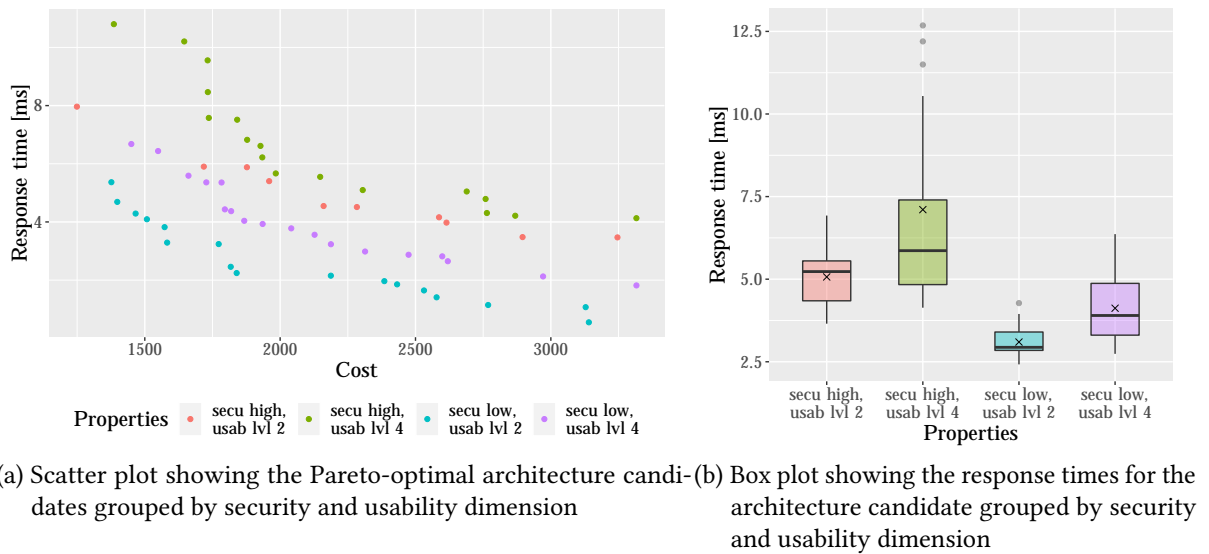 Response time [ms]
8
4
1500
2000
2500
3000
Cost
Properties
secu high,
usab lvl 2
secu high,
usab lvl 4
secu low,
usab lvl 2
secu low,
usab lvl 4
Response time [ms]
12.5
10.0
7.5
5.0
2.5
secu high,
usab lvl 2
secu high,
usab lvl 4
secu low,
usab lvl 2
secu low,
usab lvl 4
Properties
a) Scatter plot showing the Pareto-optimal architecture candi-
dates grouped by security and usability dimension
(b) Box plot showing the response times for the
architecture candidate grouped by security
and usability dimension